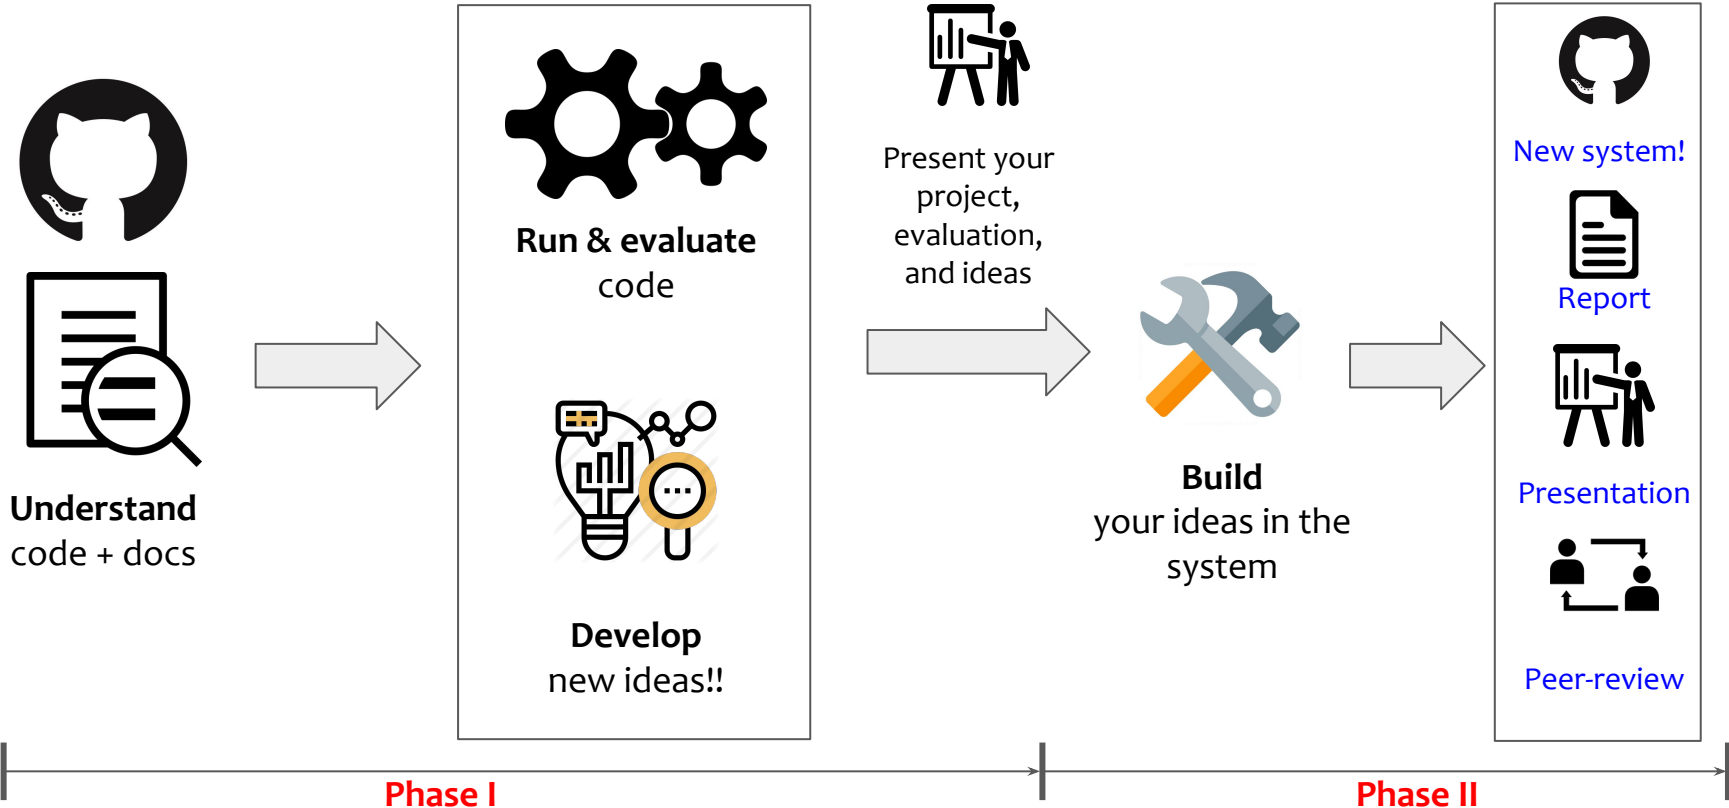 Understand
code + docs
Run & evaluate
code
Develop
new ideas!!
Present your
project,
evaluation,
and ideas
Build
your ideas in the
system
New system!
Report
Presentation
Peer-review
Phase I
Phase II